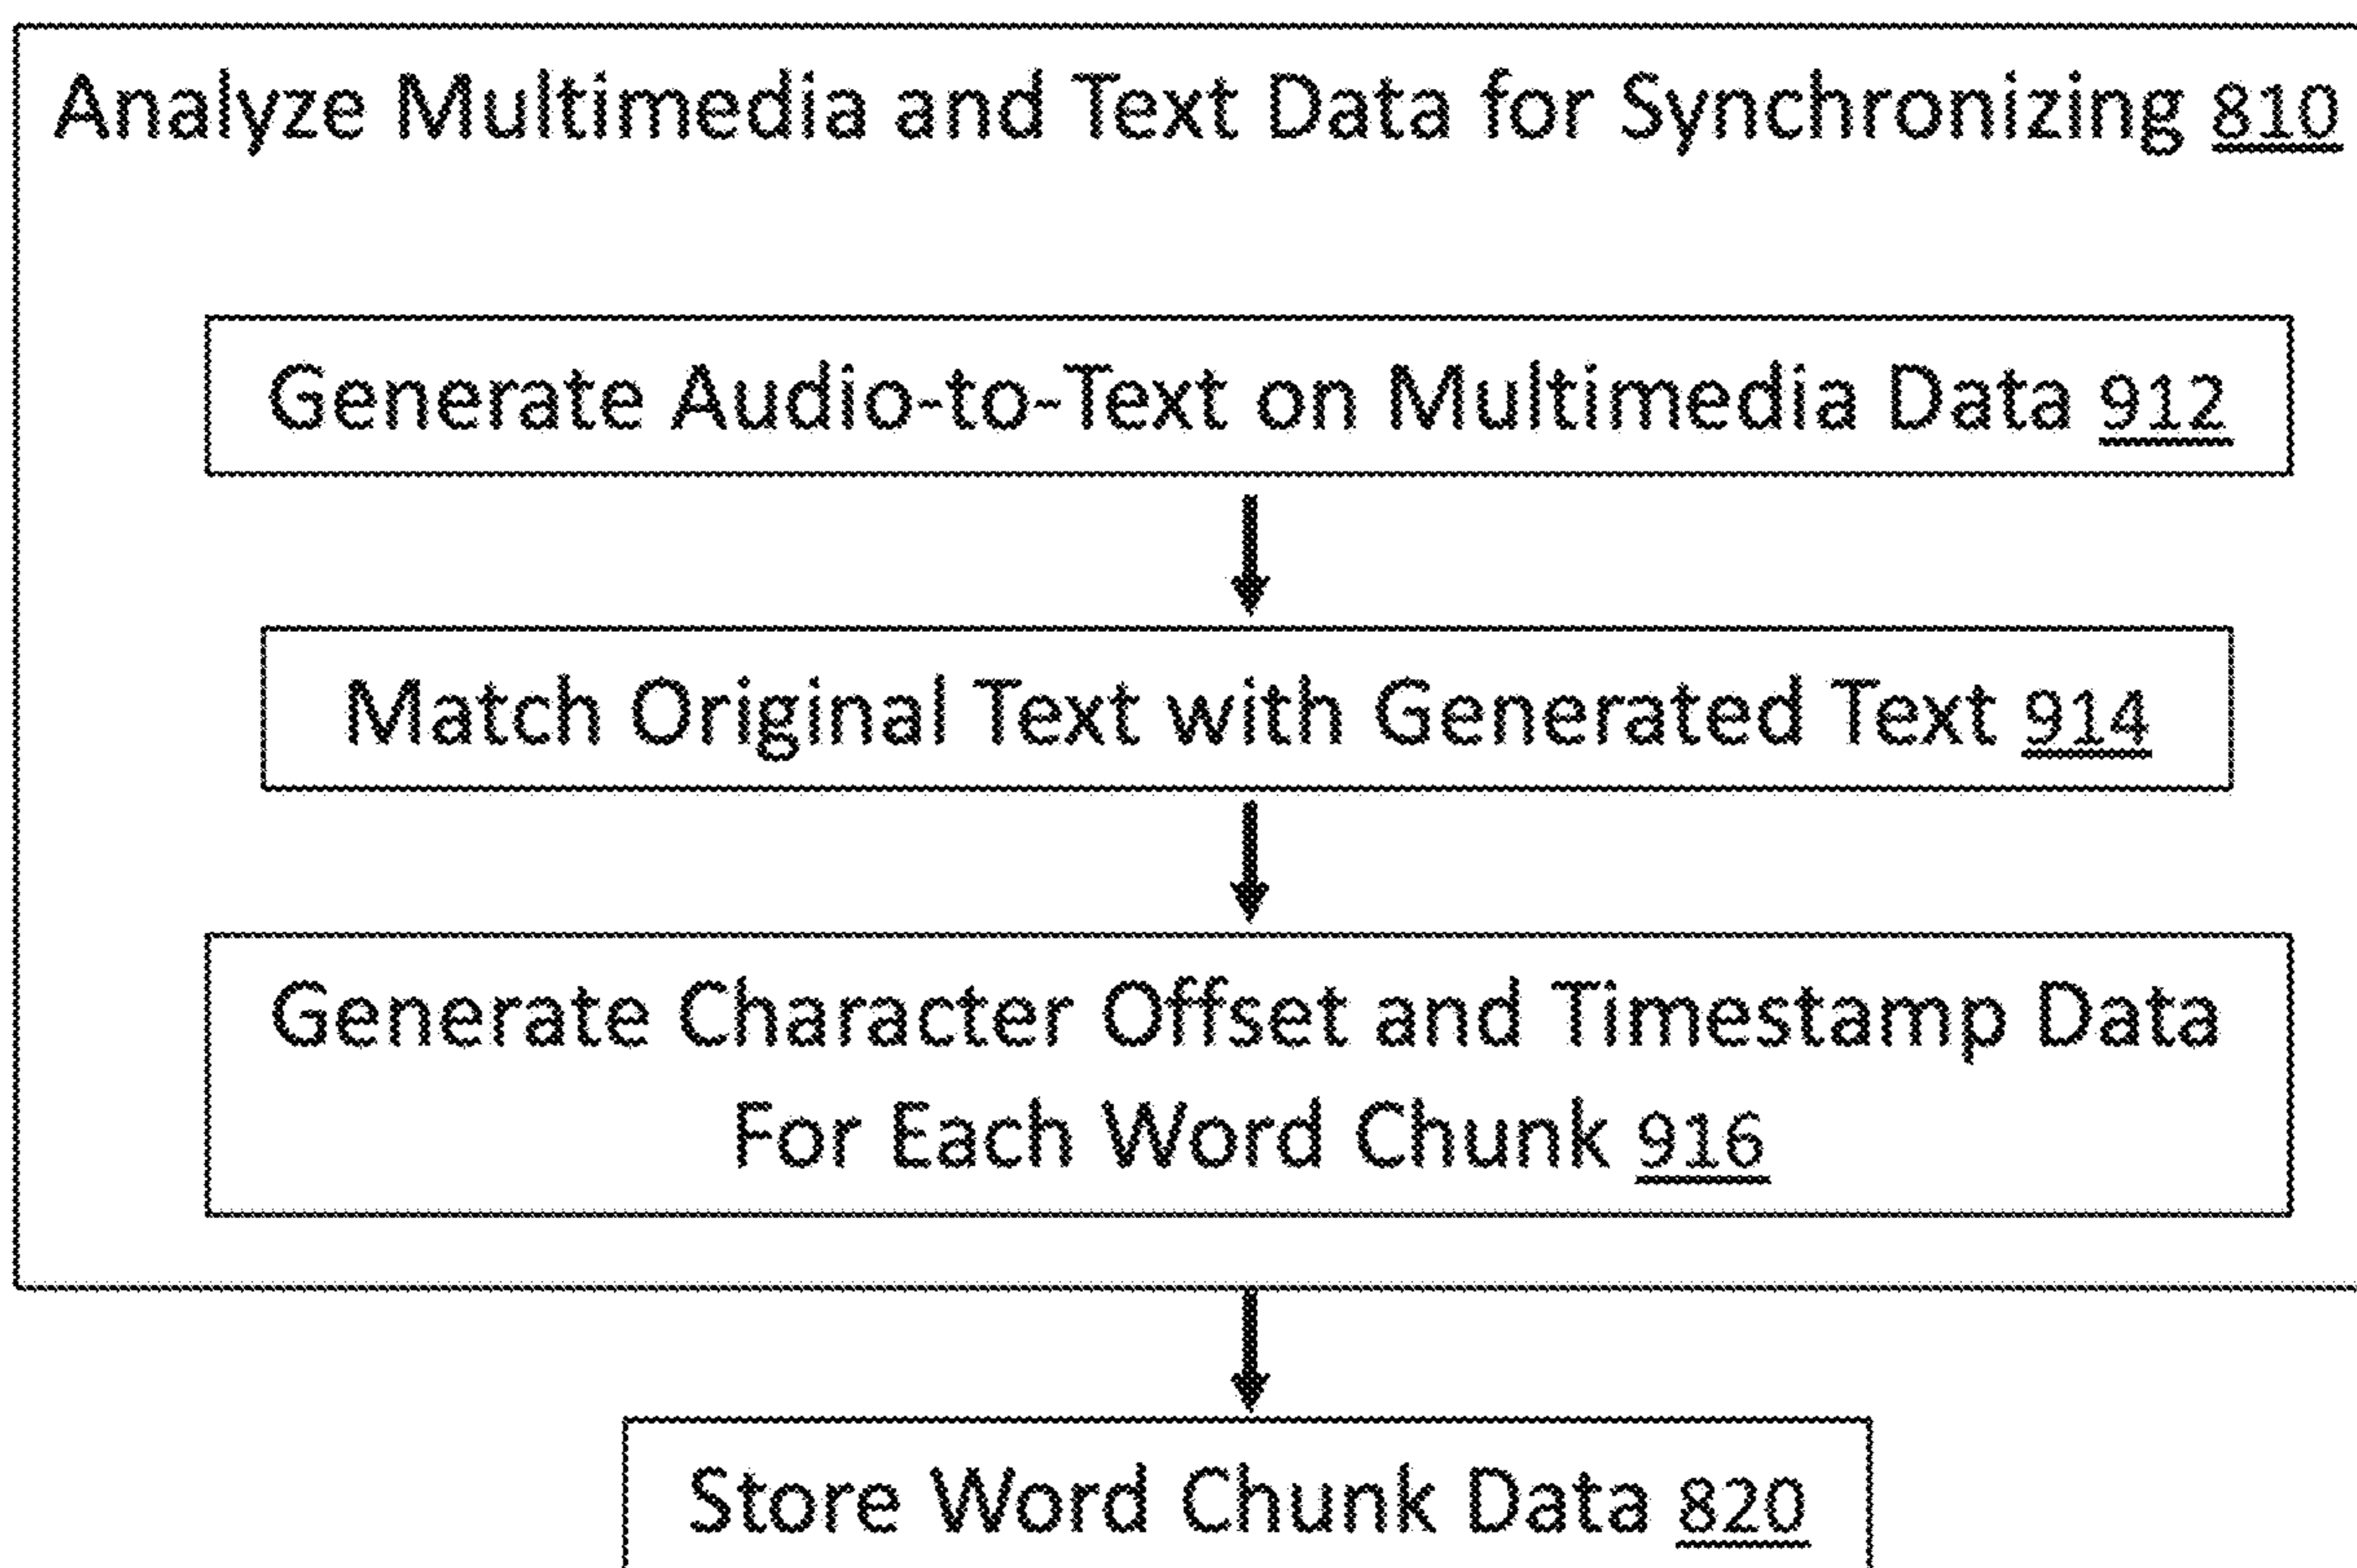 Analyze Multimedia and Text Data for Synchronizing 810
Generate Audio-to-Text on Multimedia Data 912
Match Original Text with Generated Text 914
Generate Character Offset and Timestamp Data
For Each Word Chunk 916
Store Word Chunk Data 820